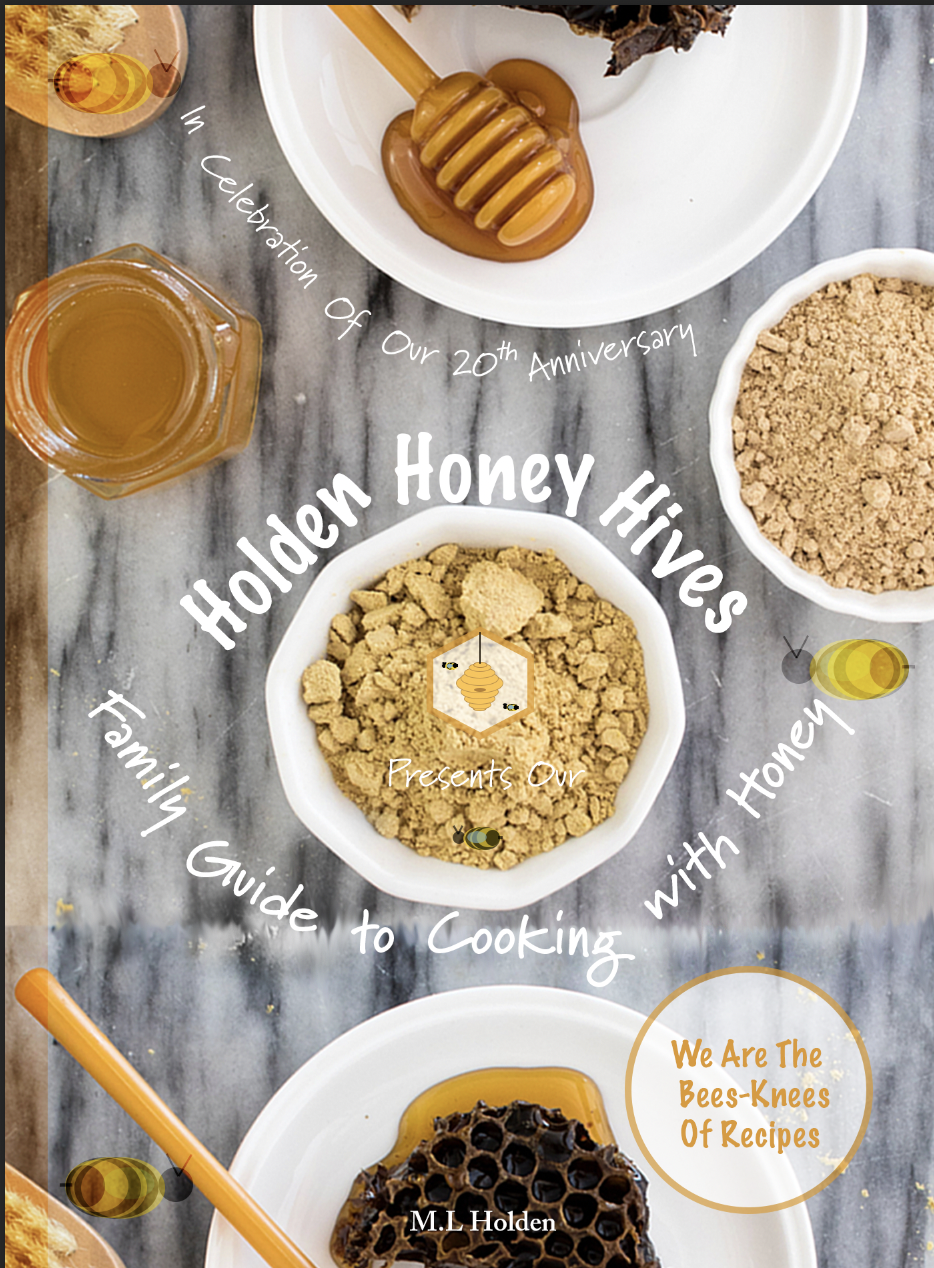 In Celebration Of Our 20th Anniversary
Holden Honey Hives
Presents Our
Family Guide to Cooking with Honey
We Are The
Bees-Knees
Of Recipes
M.L Holden